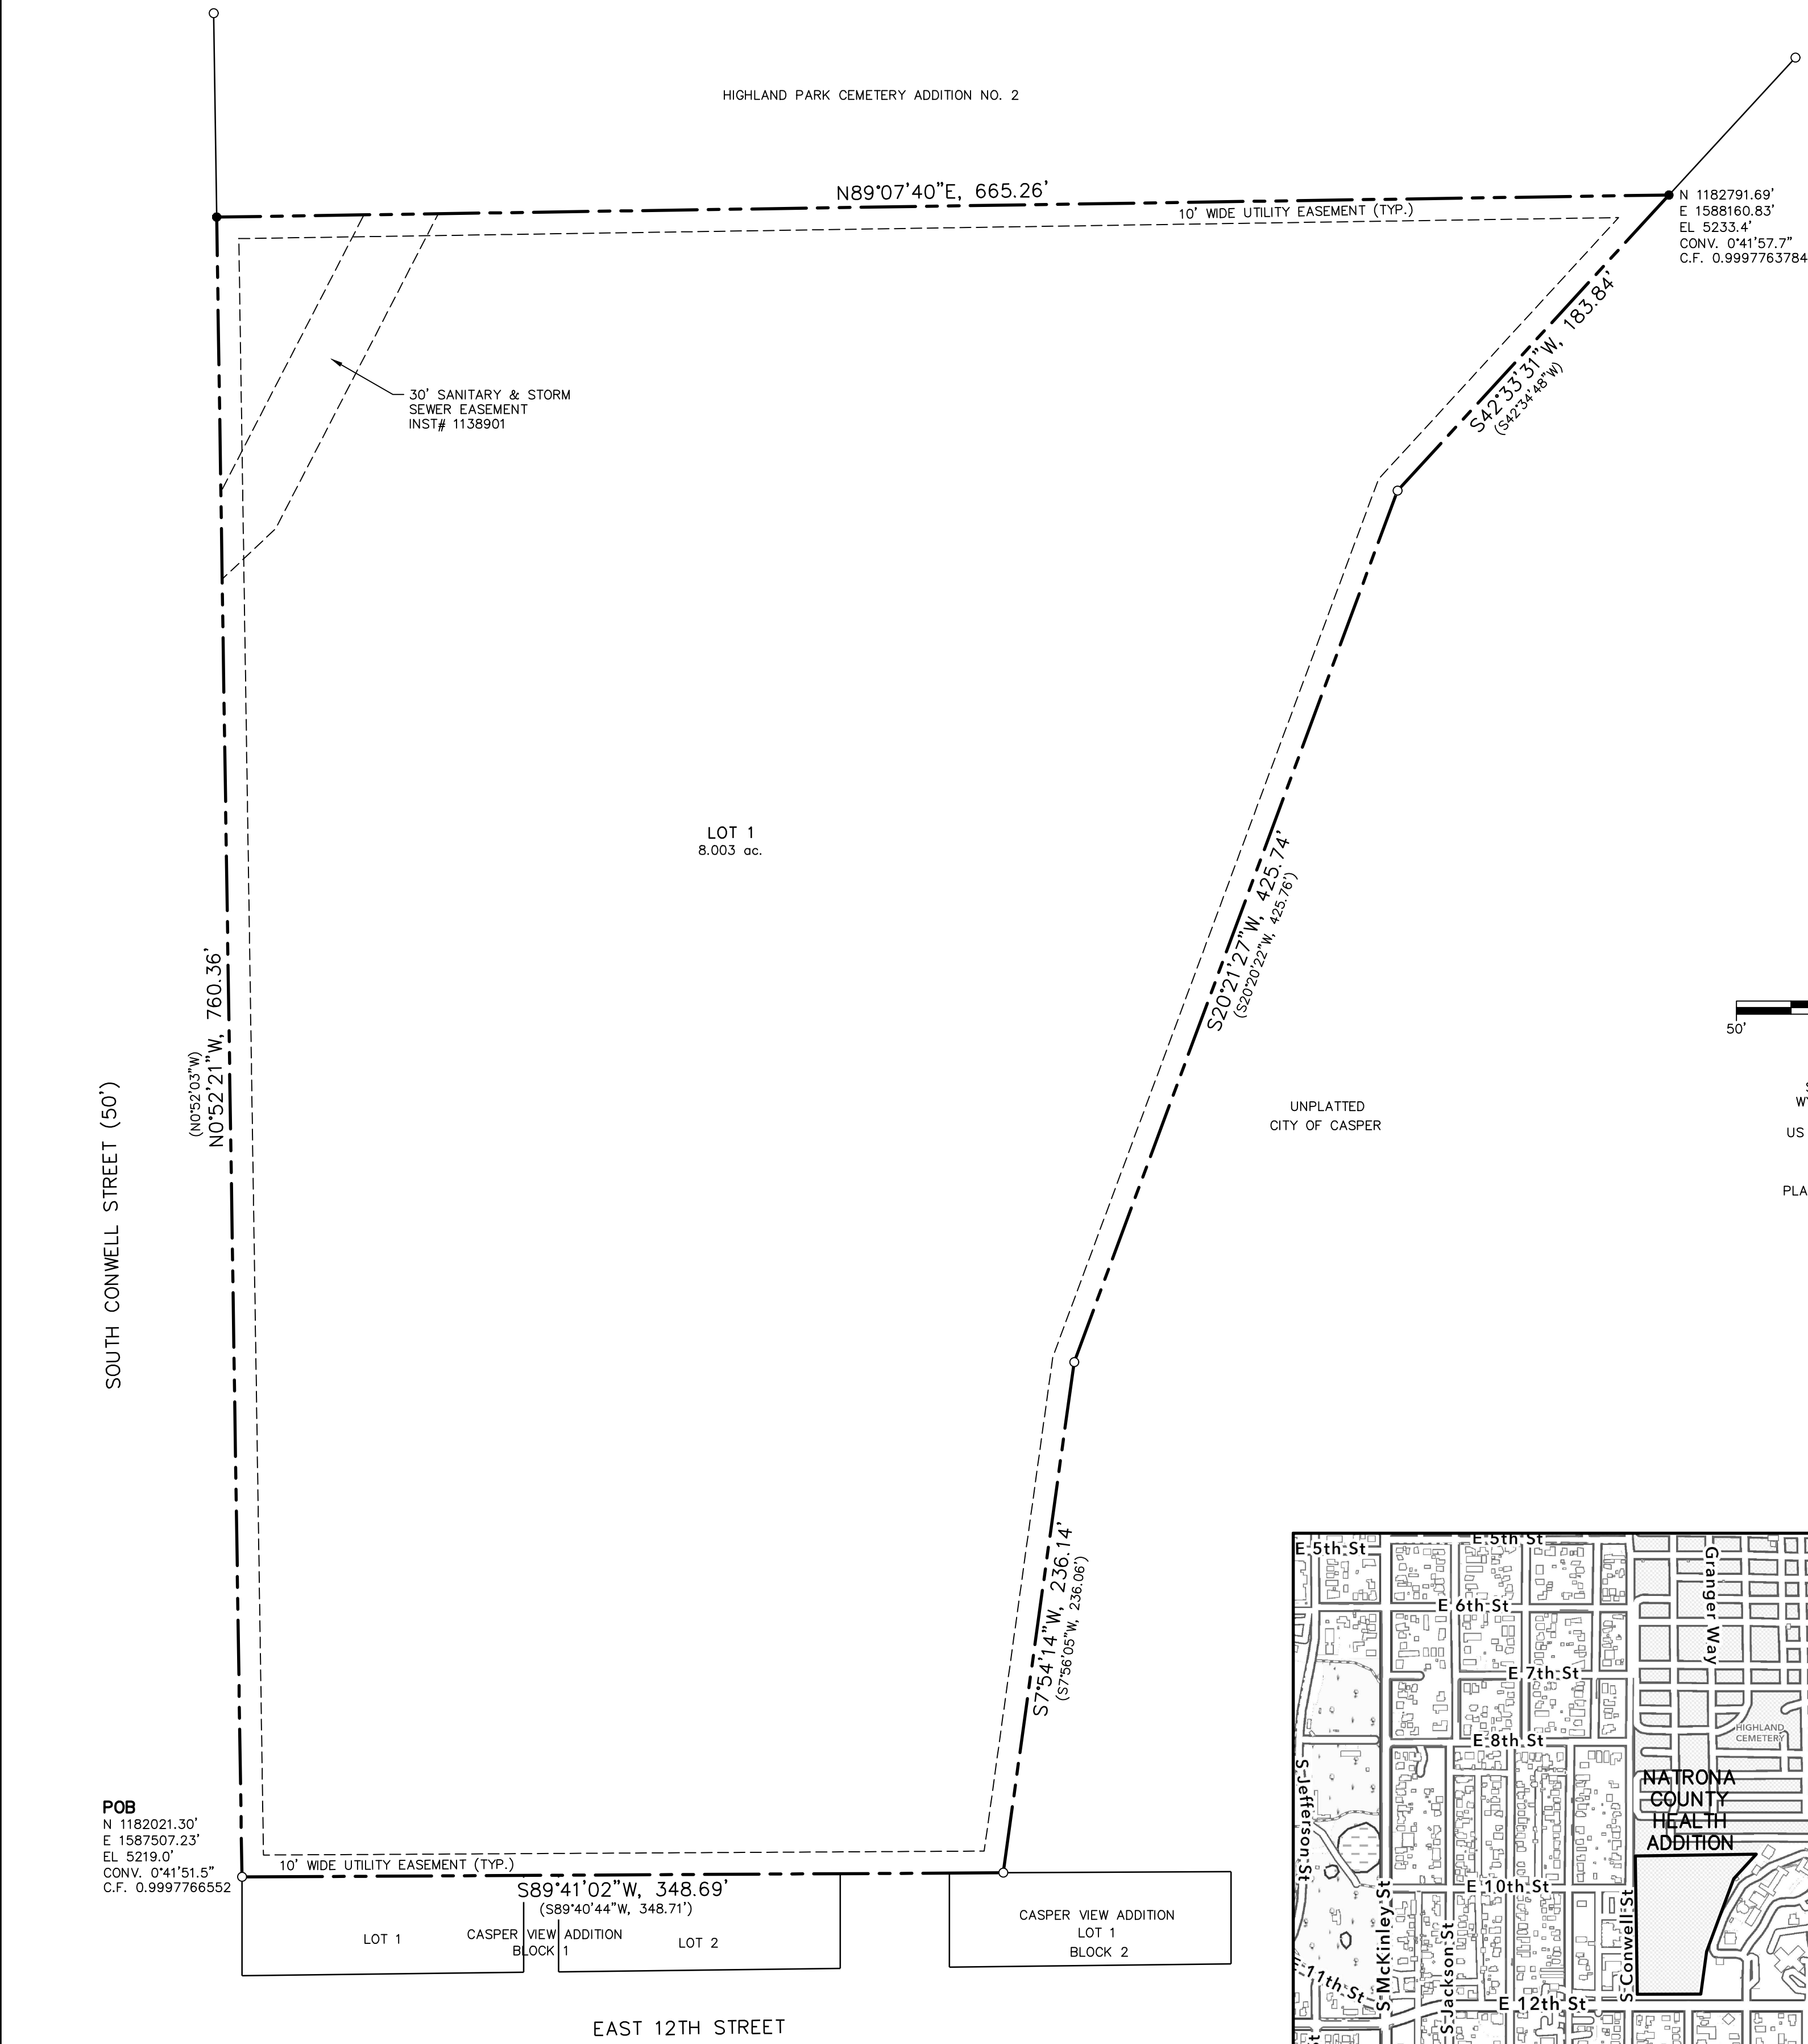 HIGHLAND PARK CEMETERY ADDITION NO. 2
N89°07'40"E, 665.26'
10' WIDE UTILITY EASEMENT (TYP.)
N 1182791.69'
E 1588160.83'
EL 5233.4'
CONV. 0°41'57.7"
C.F. 0.9997763784
S42°33'31"W, 183.84'
(S42°34'48"W)
30' SANITARY & STORM
SEWER EASEMENT
INST# 1138901
LOT 1
8.003 ac.
S20°21'27"W, 425.74'
(S20°20'22"W, 425.76')
(N0°52'03"W)
N0°52'21"W, 760.36'
SOUTH CONWELL STREET (50')
50'
UNPLATTED
CITY OF CASPER
US
PLA
S7°54'14"W, 236.14'
(S7°56'05"W, 236.06')
POB
N 1182021.30'
E 1587507.23'
EL 5219.0'
CONV. 0°41'51.5"
C.F. 0.9997766552
10' WIDE UTILITY EASEMENT (TYP.)
S89°41'02"W, 348.69'
(S89°40'44"W, 348.71')
LOT 1
CASPER VIEW ADDITION
BLOCK 1
LOT 2
CASPER VIEW ADDITION
LOT 1
BLOCK 2
EAST 12TH STREET
E 5th St
E 5th St
Granger Way
E 6th St
E 7th St
HIGHLAND
CEMETERY
E 8th St
NATRONA
COUNTY
HEALTH
ADDITION
S Jefferson St
E 10th St
S McKinley St
S Jackson St
S Conwell St
E 11th St
E 12th St